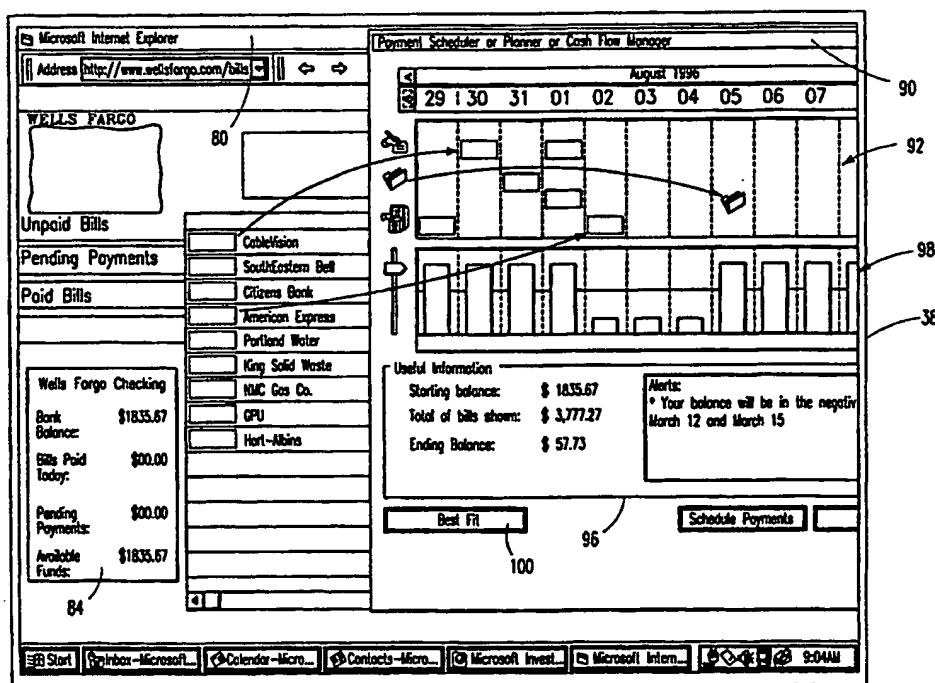 Microsoft Internet Explorer
Address http://www.wellsfargo.com/bills
80
WELLS FARGO
Unpaid Bills
Pending Payments
Paid Bills
CableVision
SouthEastern Bell
Citizens Bank
American Express
Portland Water
King Solid Waste
KMC Gas Co.
GPU
Hart-Albins
Wells Fargo Checking
Bank Balance: $1835.67
Bills Paid Today: $00.00
Pending Payments: $00.00
Available Funds: $1835.67
84
Payment Scheduler or Planner or Cash Flow Manager
90
August 1996
29 30 31 01 02 03 04 05 06 07
92
98
38
Useful Information
Starting balance: $ 1835.67
Total of bills shown: $ 3,777.27
Ending Balance: $ 57.73
Alerts:
* Your balance will be in the negativ
March 12 and March 15
96
Best Fit
100
Schedule Payments
Start
Inbox-Microsoft...
Calendar-Micro...
Contacts-Micro...
Microsoft Invest...
Microsoft Intern...
9:04AM